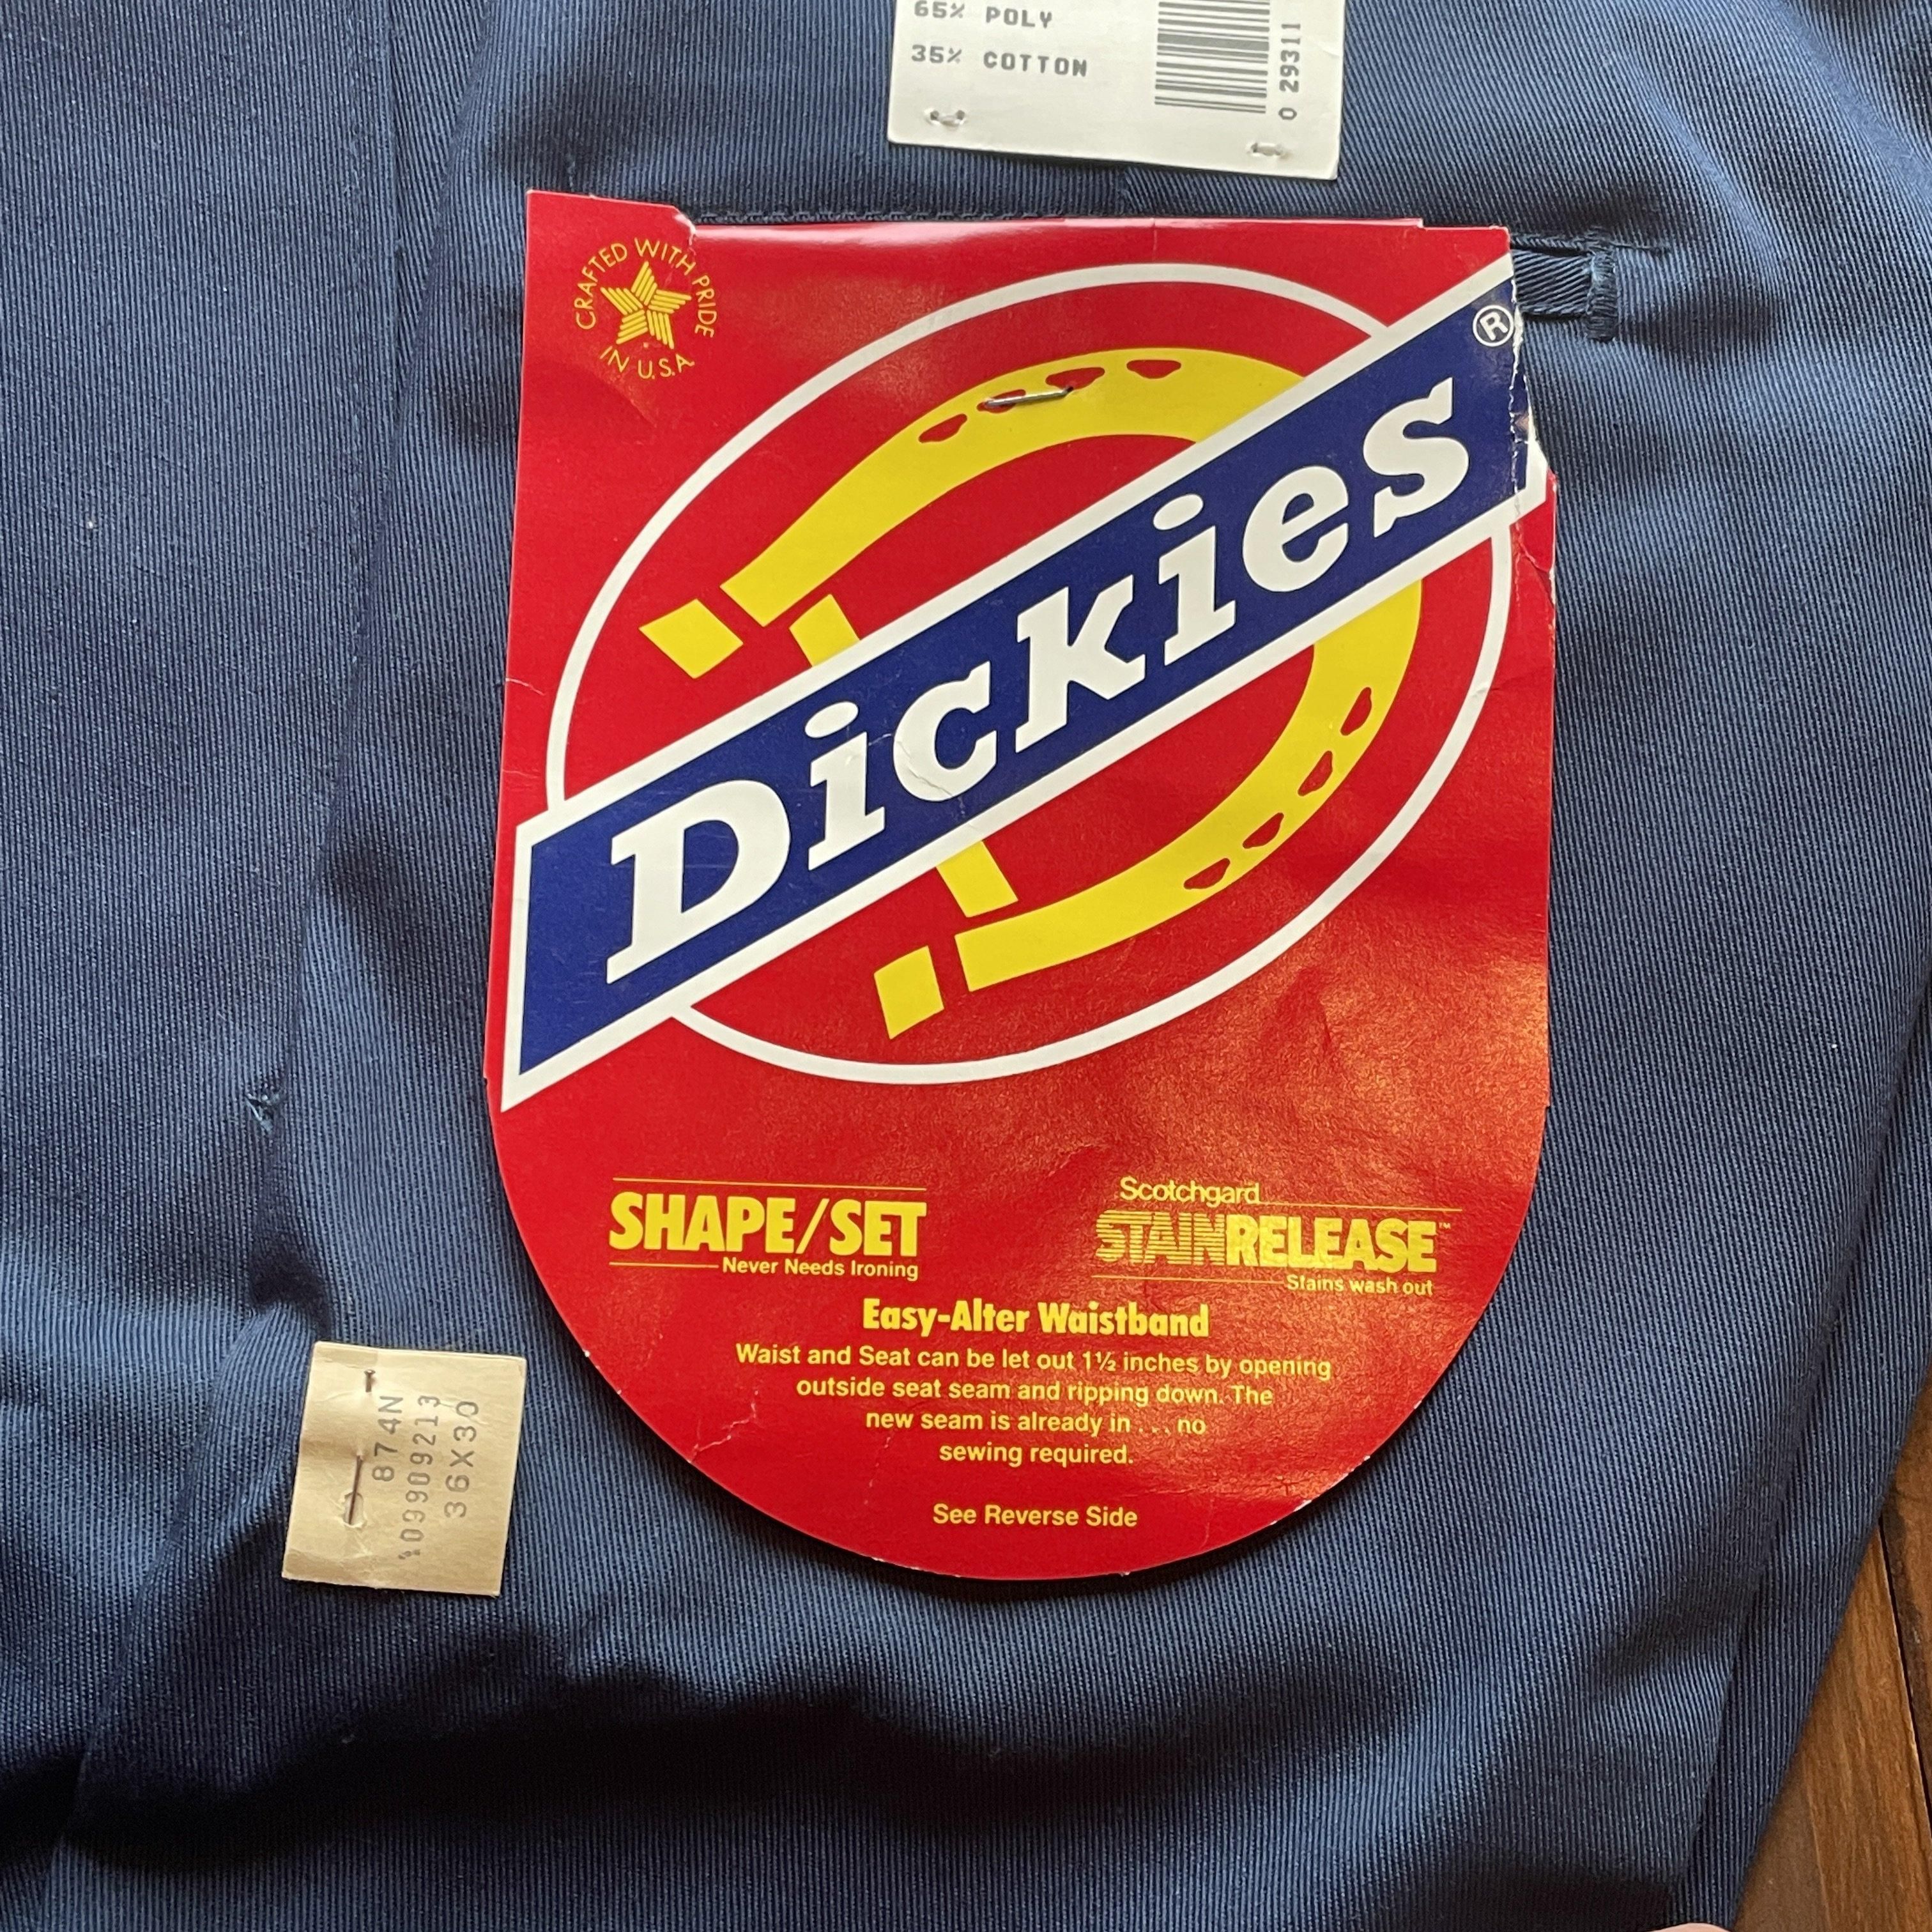 65% POLY
35% COTTON
0 29311
CRAFTED WITH PRIDE
IN U.S.A.
Dickies®
SHAPE/SET
Never Needs Ironing
Scotchgard
STAINRELEASE™
Stains wash out
Easy-Alter Waistband
Waist and Seat can be let out 1½ inches by opening
outside seat seam and ripping down. The
new seam is already in . . . no
sewing required.
See Reverse Side
874N
099909213
36X30